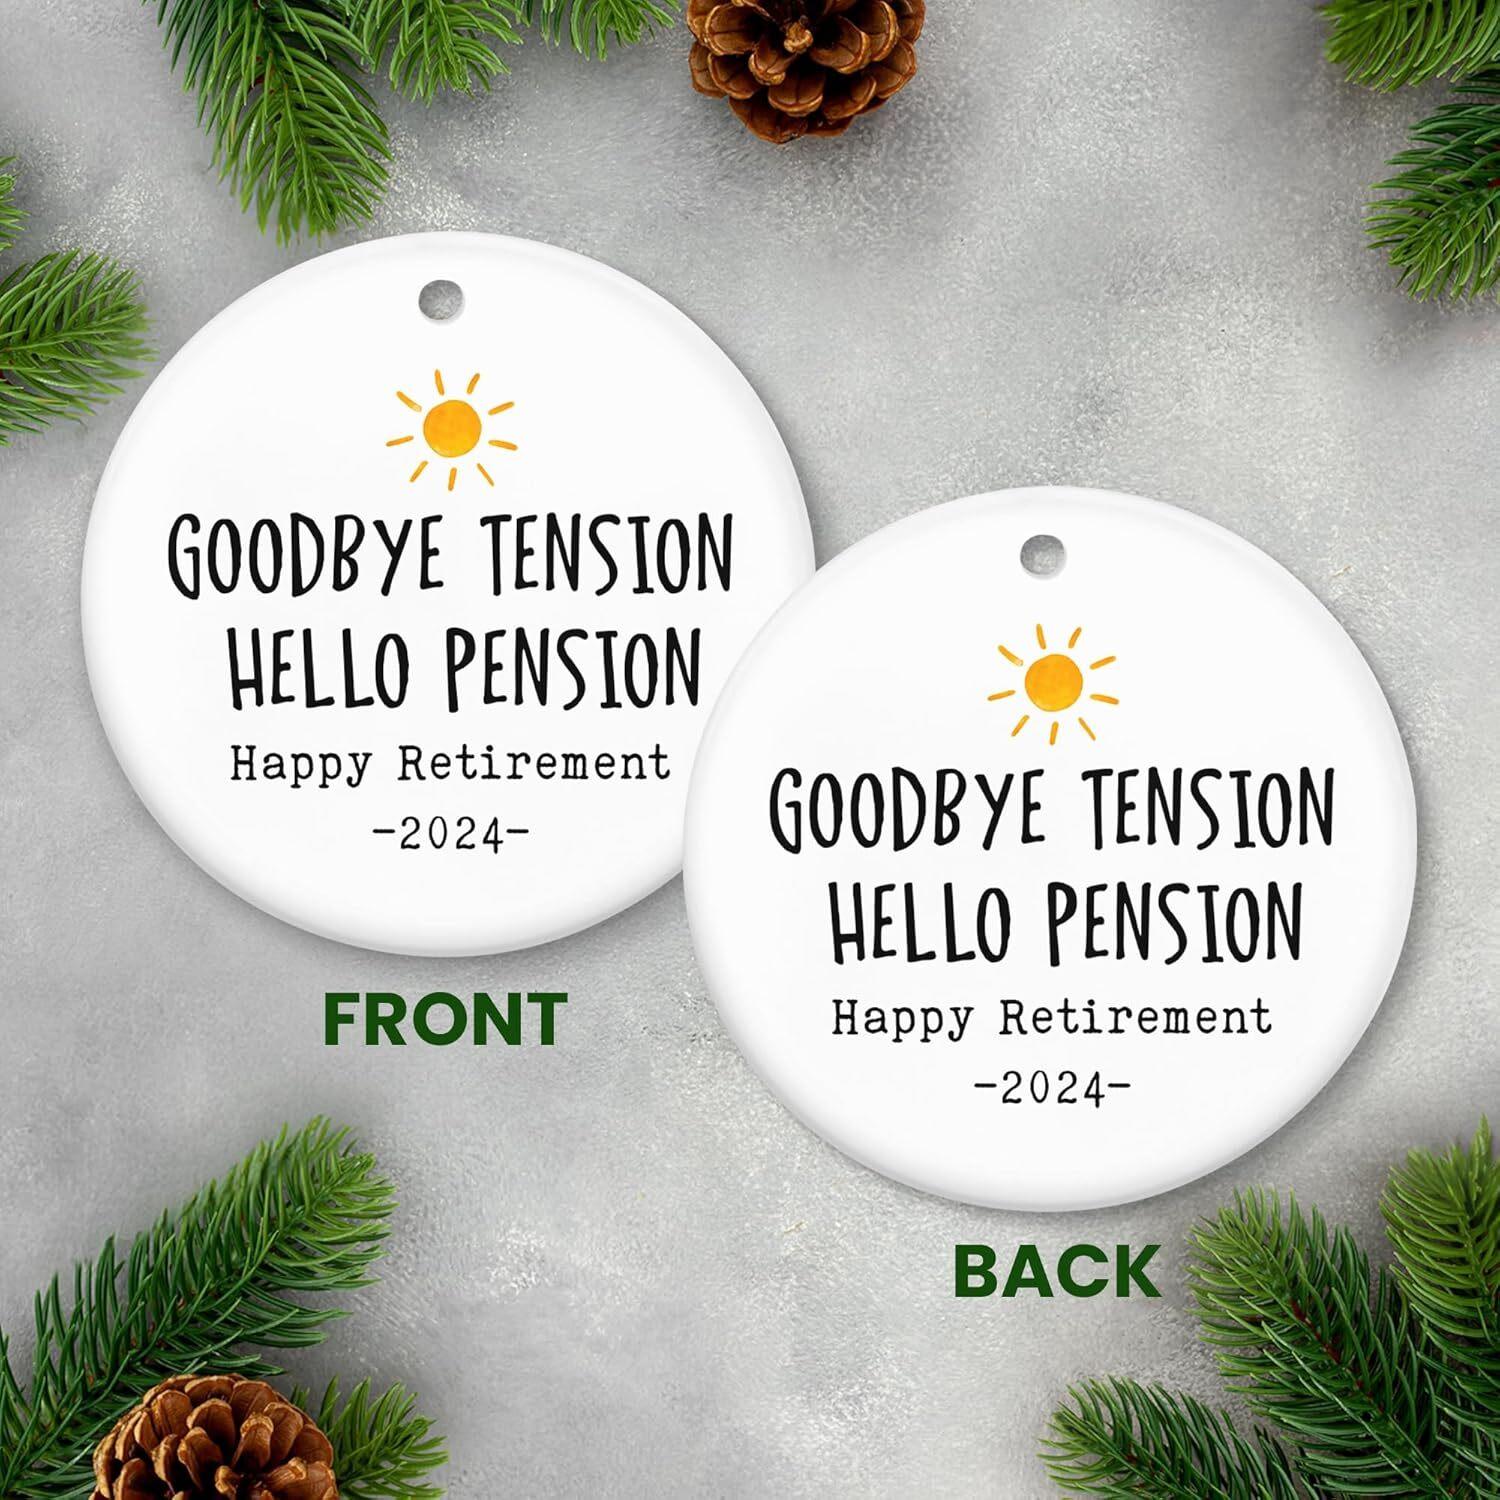 GOODBYE TENSION
HELLO PENSION
Happy Retirement
-2024-
FRONT
GOODBYE TENSION
HELLO PENSION
Happy Retirement
-2024-
BACK